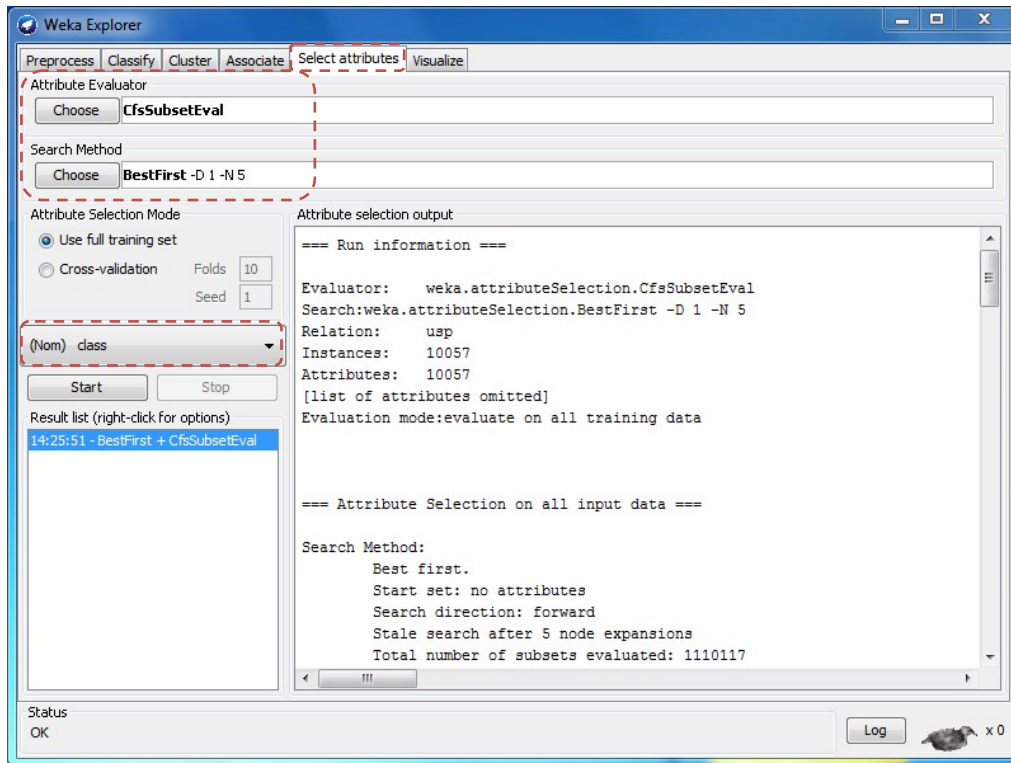 Weka Explorer
Preprocess Classify Cluster Associate Select attributes Visualize
Attribute Evaluator
Choose CfsSubsetEval
Search Method
Choose BestFirst -D 1 -N 5
Attribute Selection Mode
Use full training set
Cross-validation Folds 10
Seed 1
(Nom) class
Start Stop
Result list (right-click for options)
14:25:51 - BestFirst + CfsSubsetEval
Attribute selection output
=== Run information ===
Evaluator: weka.attributeSelection.CfsSubsetEval
Search:weka.attributeSelection.BestFirst -D 1 -N 5
Relation: usp
Instances: 10057
Attributes: 10057
[list of attributes omitted]
Evaluation mode:evaluate on all training data
=== Attribute Selection on all input data ===
Search Method:
Best first.
Start set: no attributes
Search direction: forward
Stale search after 5 node expansions
Total number of subsets evaluated: 1110117
Status
OK
Log x 0